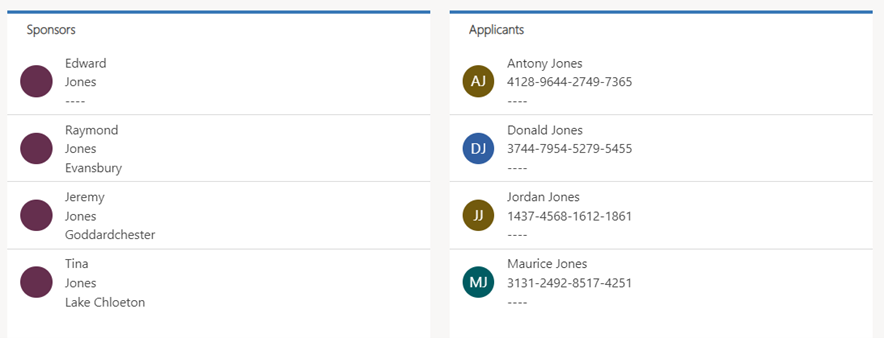 Sponsors
Edward
Jones
----
Raymond
Jones
Evansbury
Jeremy
Jones
Goddardchester
Tina
Jones
Lake Chloeton
Applicants
AJ
Antony Jones
4128-9644-2749-7365
----
DJ
Donald Jones
3744-7954-5279-5455
----
JJ
Jordan Jones
1437-4568-1612-1861
----
MJ
Maurice Jones
3131-2492-8517-4251
----